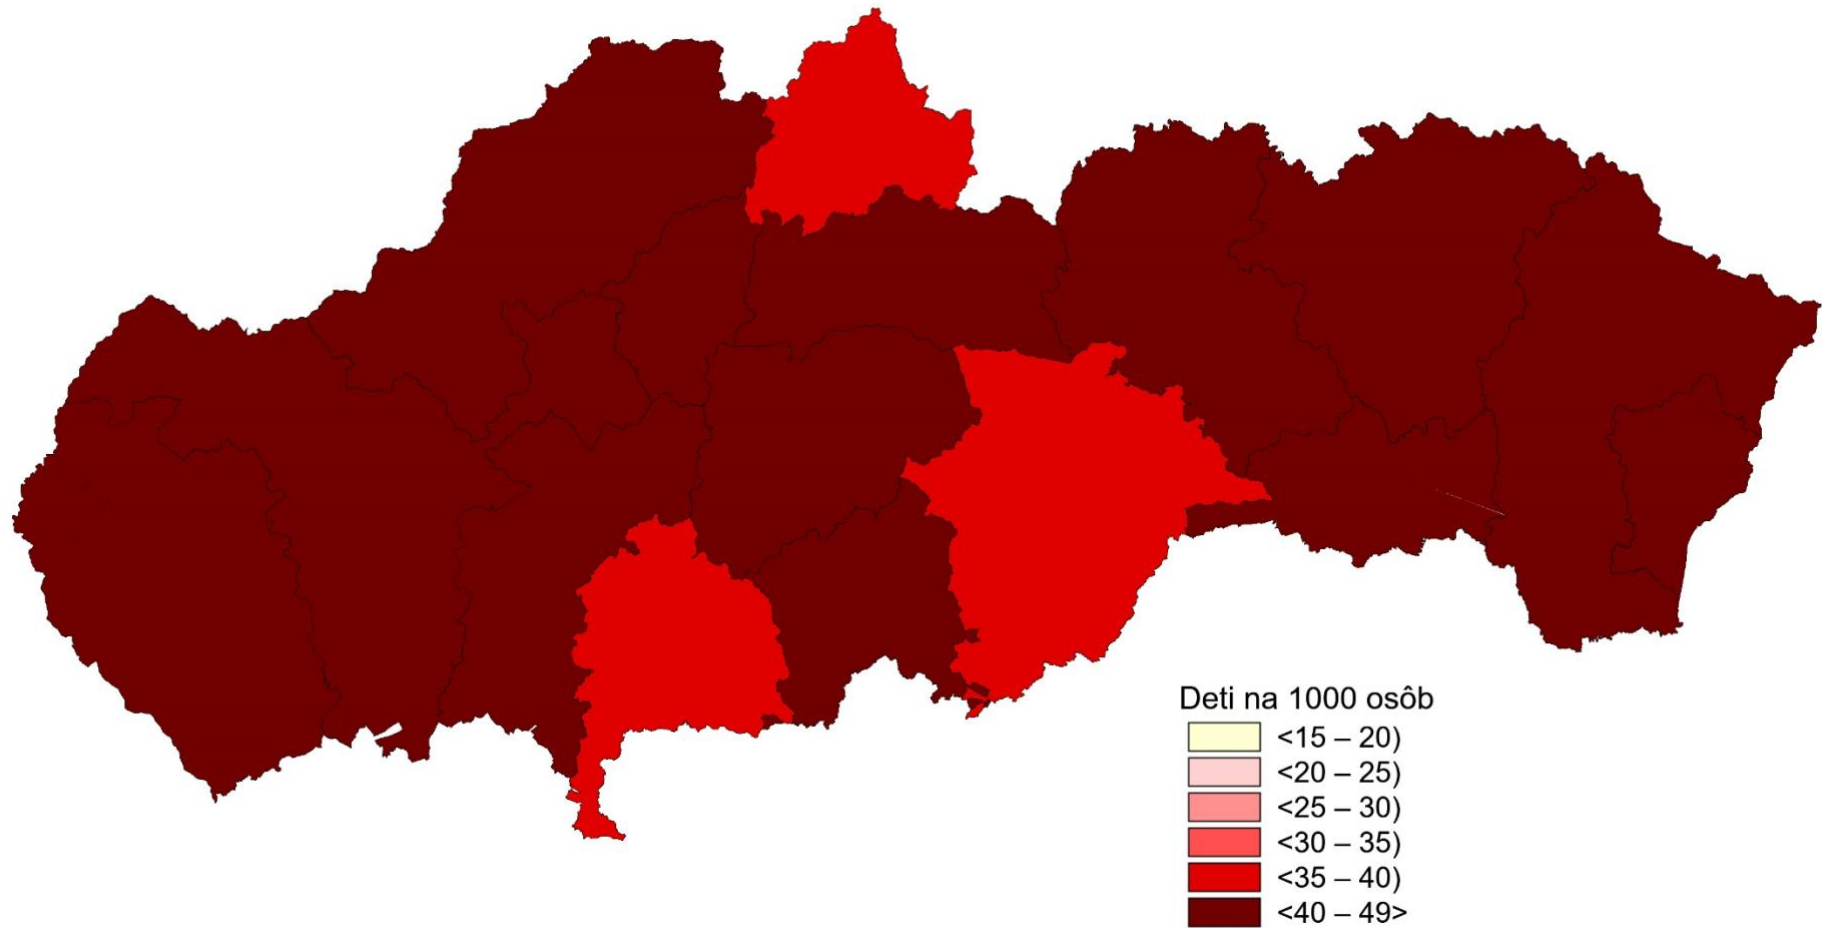 Deti na 1000 osôb
<15 – 20)
<20 – 25)
<25 – 30)
<30 – 35)
<35 – 40)
<40 – 49>